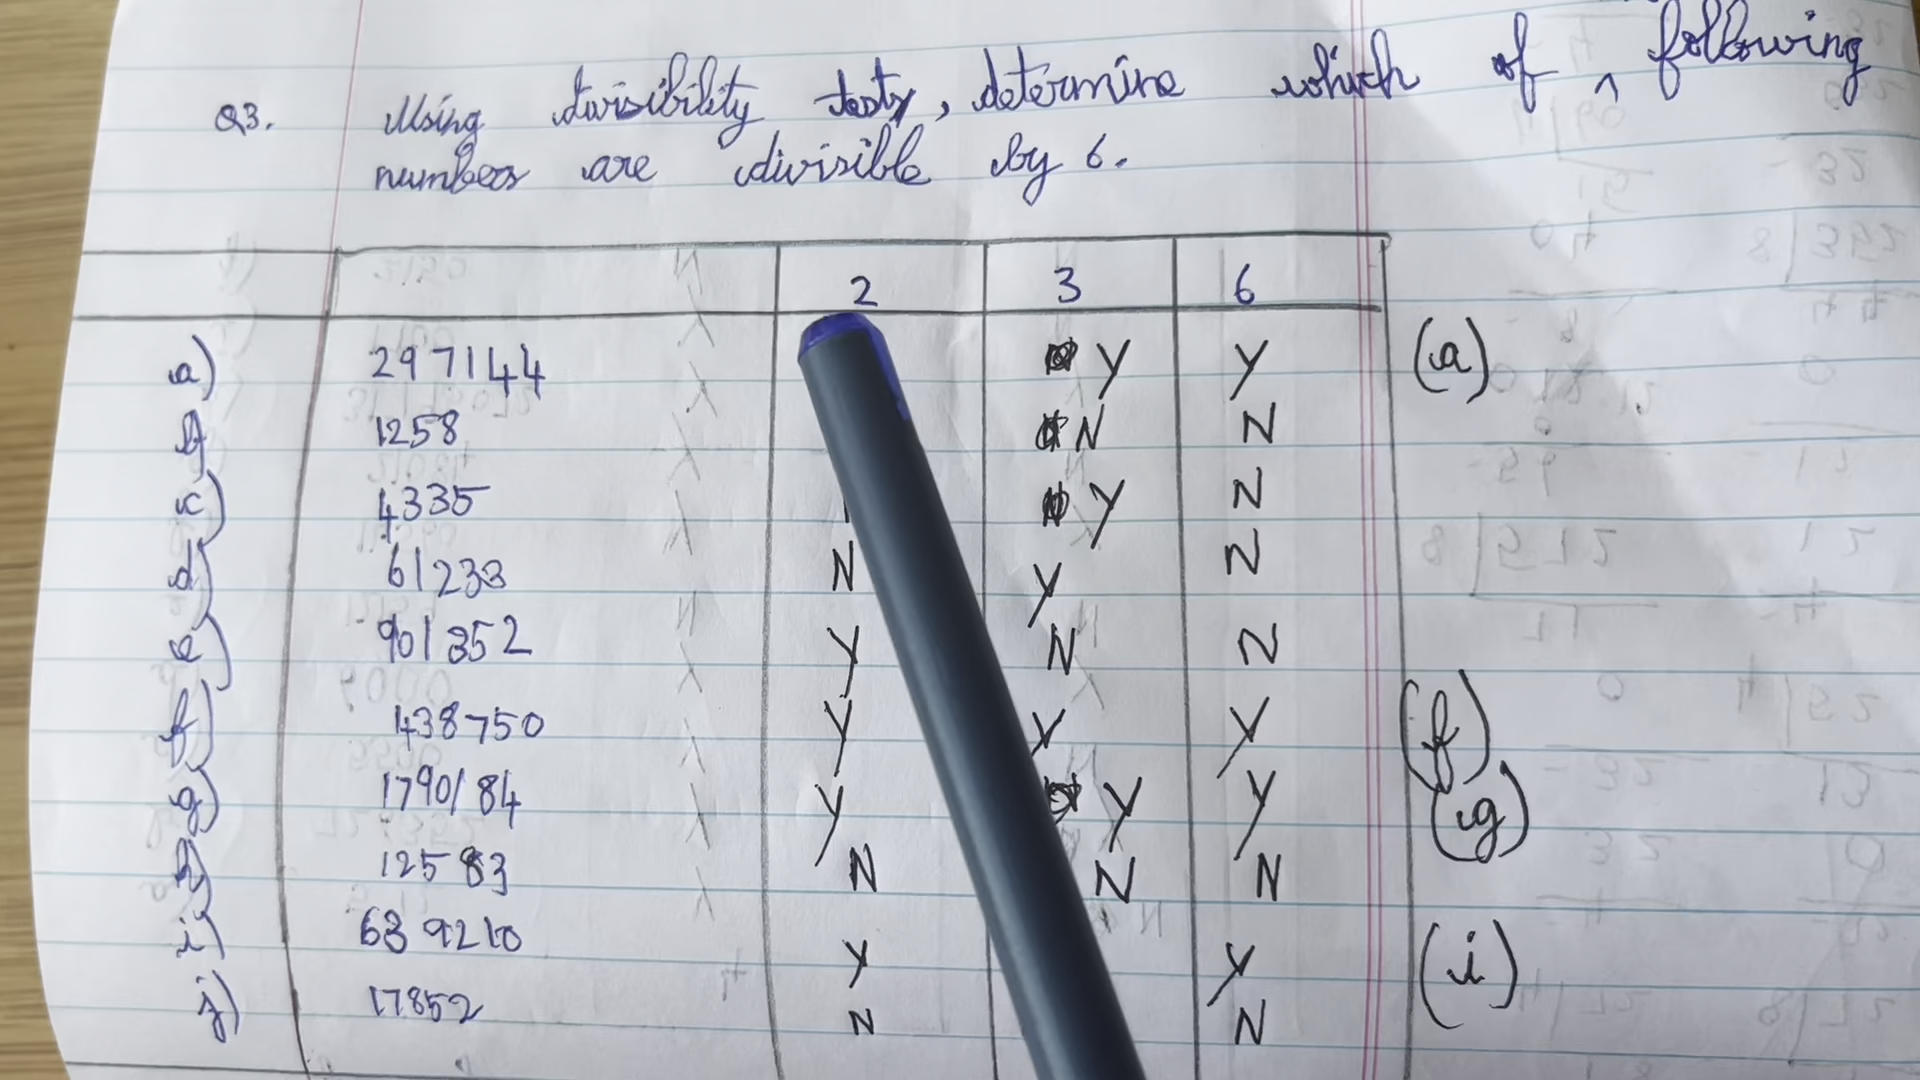 Q3. Using divisibility tests, determine which of ^ following
numbers are divisible by 6.
2 3 6
a) 297144 Y Y (a)
b) 1258 N N
c) 4335 Y N
d) 61233 N Y N
e) 901352 Y N N
f) 438750 Y Y Y (f)
g) 1790184 Y Y Y (g)
h) 12583 N N N
i) 639210 Y Y (i)
j) 17852 N N